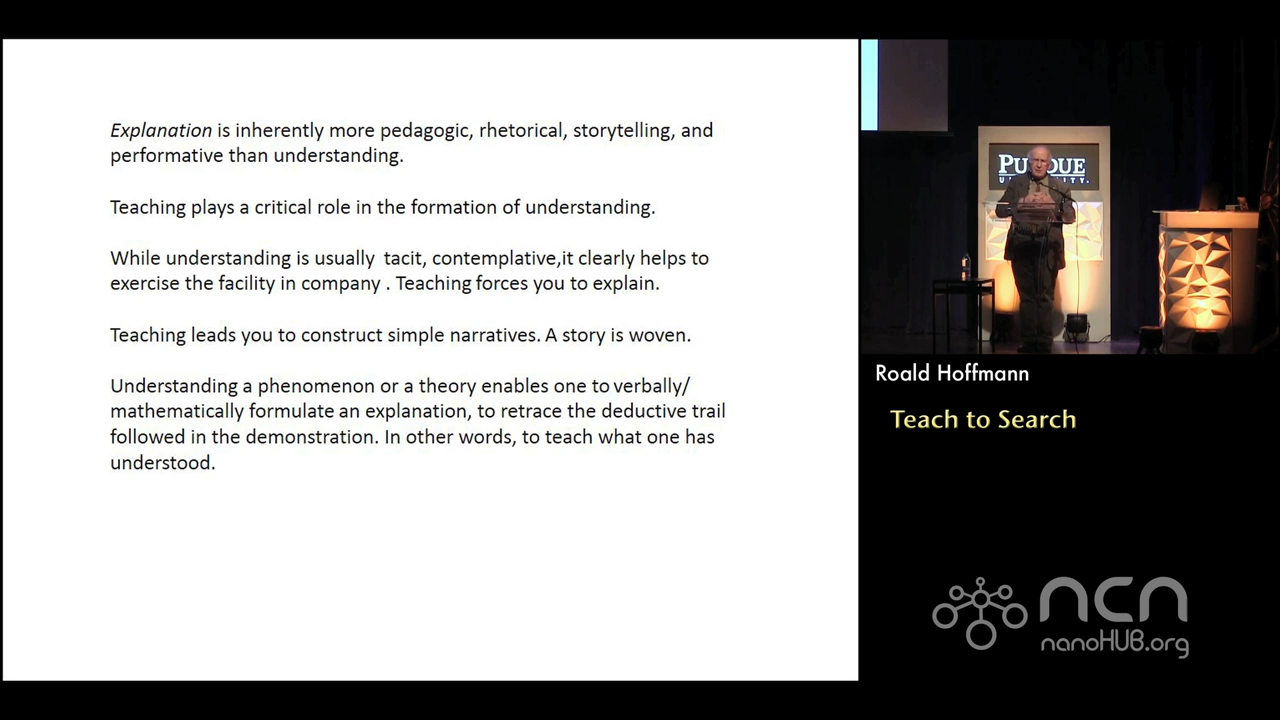 Explanation is inherently more pedagogic, rhetorical, storytelling, and
performative than understanding.
Teaching plays a critical role in the formation of understanding.
While understanding is usually  tacit, contemplative,it clearly helps to
exercise the facility in company . Teaching forces you to explain.
Teaching leads you to construct simple narratives. A story is woven.
Understanding a phenomenon or a theory enables one to verbally/
mathematically formulate an explanation, to retrace the deductive trail
followed in the demonstration. In other words, to teach what one has
understood.
PURDUE
UNIVERSITY.
Roald Hoffmann
Teach to Search
ncn
nanoHUB.org